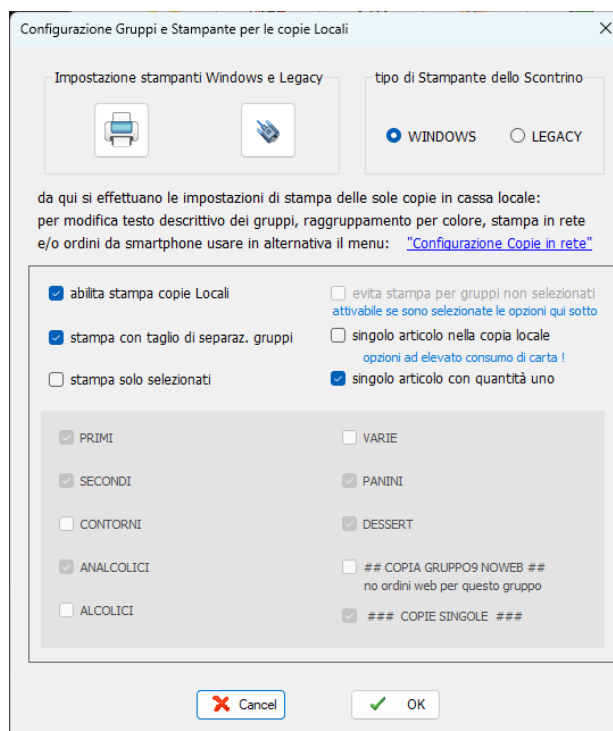 Configurazione Gruppi e Stampante per le copie Locali
Impostazione stampanti Windows e Legacy
tipo di Stampante dello Scontrino
WINDOWS
LEGACY
da qui si effettuano le impostazioni di stampa delle sole copie in cassa locale:
per modifica testo descrittivo dei gruppi, raggruppamento per colore, stampa in rete
e/o ordini da smartphone usare in alternativa il menu: "Configurazione Copie in rete"
abilita stampa copie Locali
evita stampa per gruppi non selezionati
attivabile se sono selezionate le opzioni qui sotto
stampa con taglio di separaz. gruppi
singolo articolo nella copia locale
opzioni ad elevato consumo di carta !
stampa solo selezionati
singolo articolo con quantità uno
PRIMI
VARIE
SECONDI
PANINI
CONTORNI
DESSERT
ANALCOLICI
## COPIA GRUPPO9 NOWEB ##
no ordini web per questo gruppo
ALCOLICI
### COPIE SINGOLE ###
Cancel
OK